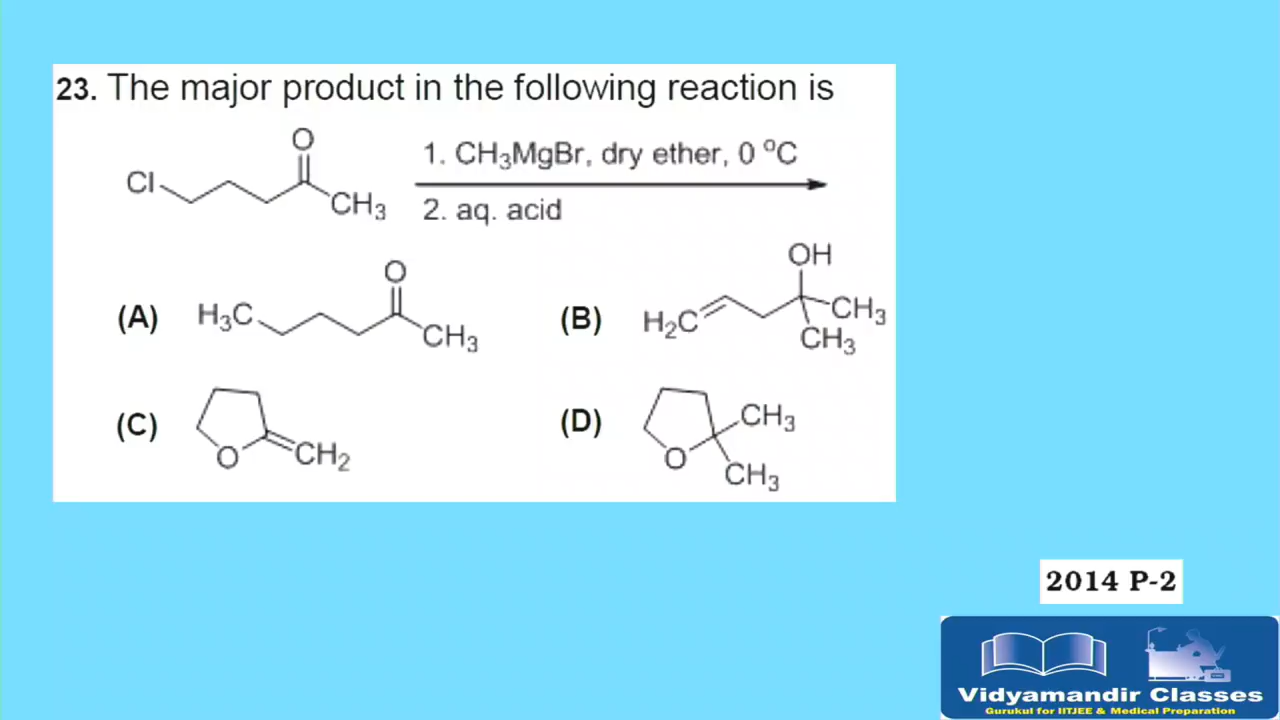 23. The major product in the following reaction is
O
Cl
CH₃
1. CH₃MgBr, dry ether, 0 °C
2. aq. acid
(A)
H₃C
O
CH₃
(B)
H₂C
OH
CH₃
CH₃
(C)
O
CH₂
(D)
O
CH₃
CH₃
2014 P-2
Vidyamandir Classes
Gurukul for IITJEE & Medical Preparation